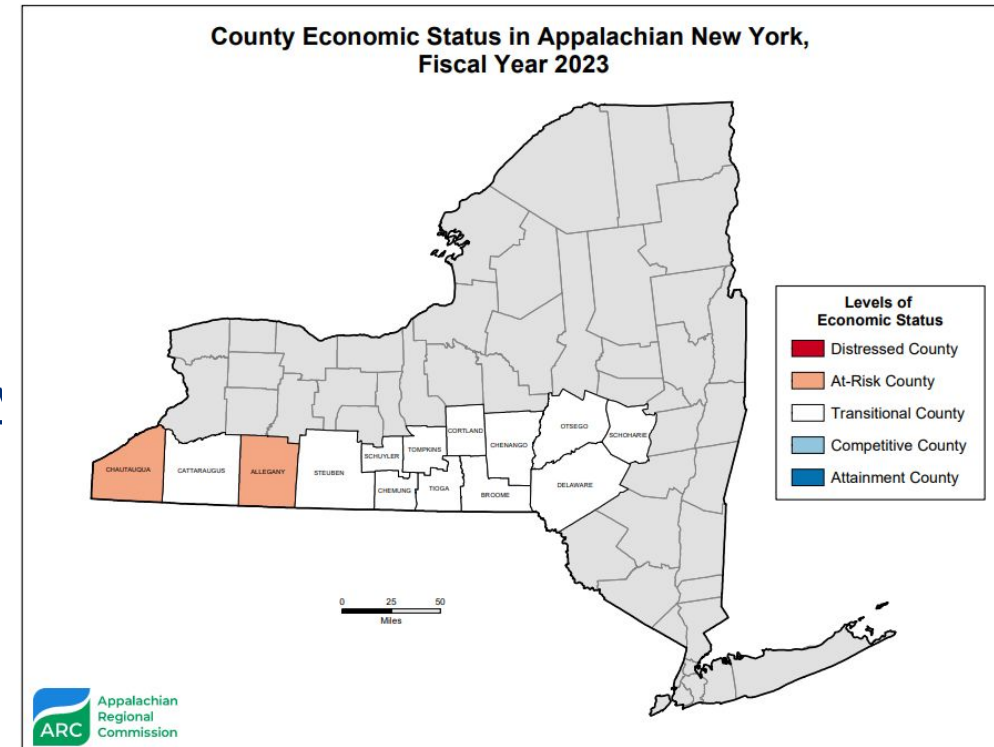 County Economic Status in Appalachian New York,
Fiscal Year 2023
Levels of
Economic Status
Distressed County
At-Risk County
Transitional County
Competitive County
Attainment County
OTSEGO
SCHOHARIE
CORTLAND
CHENANGO
TOMPKINS
SCHUYLER
CHAUTAUQUA
CATTARAUGUS
ALLEGANY
STEUBEN
CHEMUNG
TIOGA
BROOME
DELAWARE
0 25 50
Miles
ARC
Appalachian
Regional
Commission